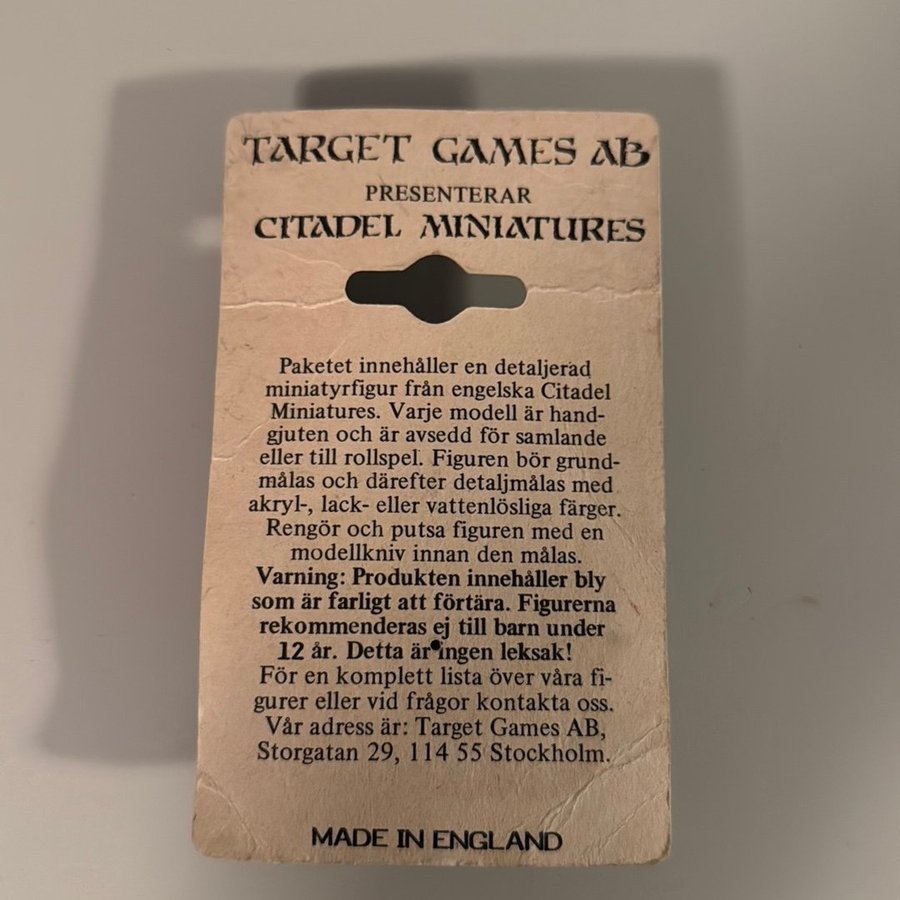 TARGET GAMES AB
PRESENTERAR
CITADEL MINIATURES
Paketet innehåller en detaljerad
miniatyrfigur från engelska Citadel
Miniatures. Varje modell är hand-
gjuten och är avsedd för samlande
eller till rollspel. Figuren bör grund-
målas och därefter detaljmålas med
akryl-, lack- eller vattenlösliga färger.
Rengör och putsa figuren med en
modellkniv innan den målas.
Varning: Produkten innehåller bly
som är farligt att förtära. Figurerna
rekommenderas ej till barn under
12 år. Detta är ingen leksak!
För en komplett lista över våra fi-
gurer eller vid frågor kontakta oss.
Vår adress är: Target Games AB,
Storgatan 29, 114 55 Stockholm.
MADE IN ENGLAND